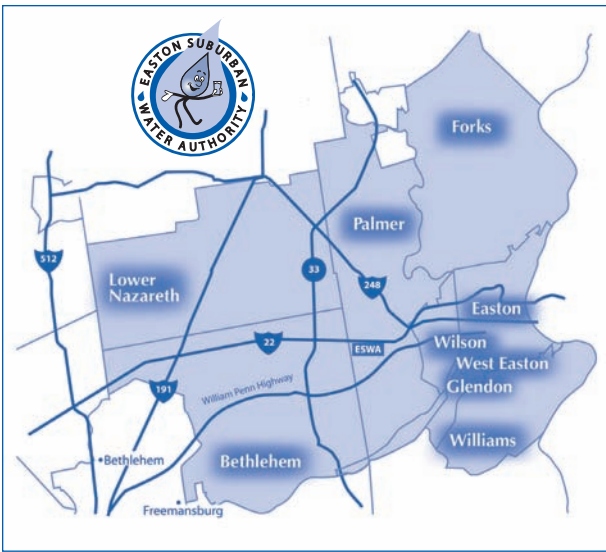 EASTON SUBURBAN
WATER AUTHORITY
Forks
Palmer
512
33
Lower
Nazareth
248
Easton
22
ESWA
Wilson
West Easton
191
William Penn Highway
Glendon
Williams
•Bethlehem
Bethlehem
Freemansburg